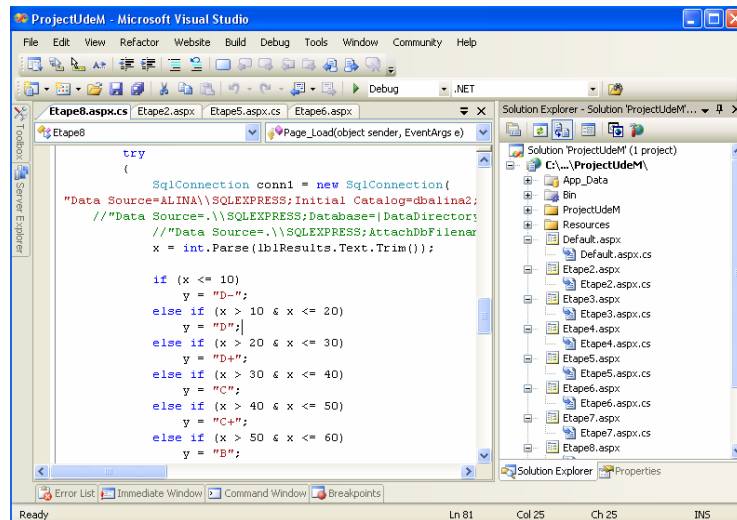 ProjectUdeM - Microsoft Visual Studio
File Edit View Refactor Website Build Debug Tools Window Community Help
Debug .NET
Etape8.aspx.cs Etape2.aspx Etape5.aspx.cs Etape6.aspx
Etape8 Page_Load(object sender, EventArgs e)
Toolbox
Server Explorer
try
{
SqlConnection conn1 = new SqlConnection(
"Data Source=ALINA\\SQLEXPRESS;Initial Catalog=dbalina2;
//"Data Source=.\\SQLEXPRESS;Database=|DataDirectory
//"Data Source=.\\SQLEXPRESS;AttachDbFilenam
x = int.Parse(lblResults.Text.Trim());
if (x <= 10)
y = "D-";
else if (x > 10 & x <= 20)
y = "D";
else if (x > 20 & x <= 30)
y = "D+";
else if (x > 30 & x <= 40)
y = "C";
else if (x > 40 & x <= 50)
y = "C+";
else if (x > 50 & x <= 60)
y = "B";
Solution Explorer - Solution 'ProjectUdeM'...
Solution 'ProjectUdeM' (1 project)
C:\...\ProjectUdeM\
App_Data
Bin
ProjectUdeM
Resources
Default.aspx
Default.aspx.cs
Etape2.aspx
Etape2.aspx.cs
Etape3.aspx
Etape3.aspx.cs
Etape4.aspx
Etape4.aspx.cs
Etape5.aspx
Etape5.aspx.cs
Etape6.aspx
Etape6.aspx.cs
Etape7.aspx
Etape7.aspx.cs
Etape8.aspx
Solution Explorer Properties
Error List Immediate Window Command Window Breakpoints
Ready Ln 81 Col 25 Ch 25 INS